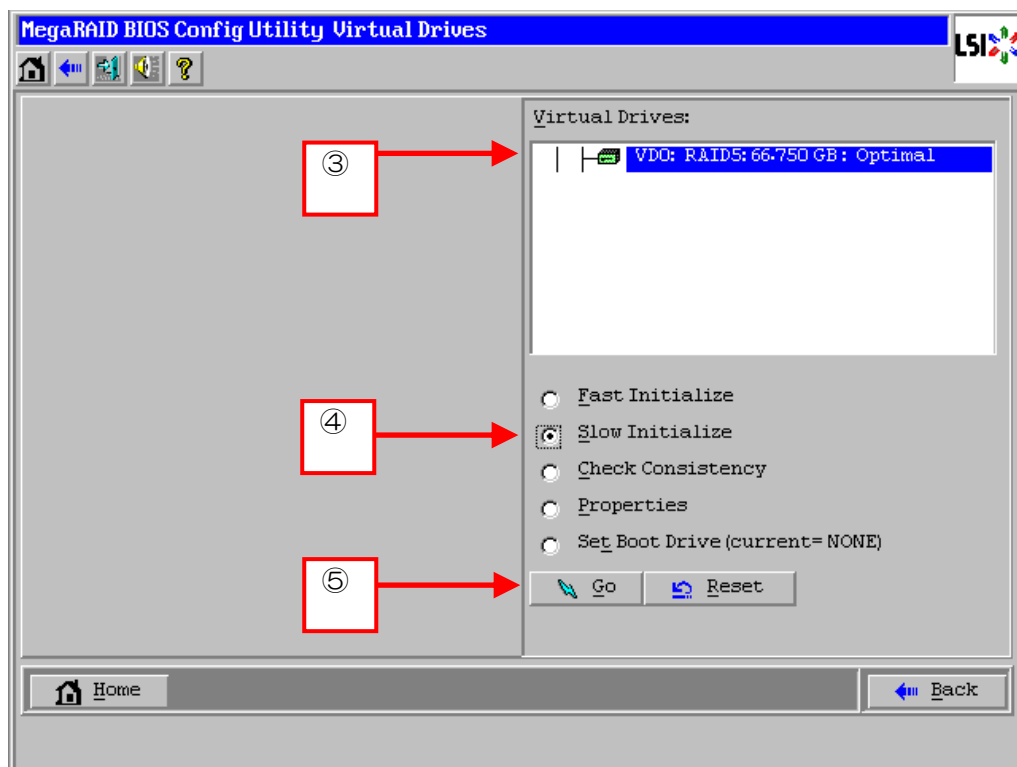 MegaRAID BIOS Config Utility Virtual Drives
LSI
Virtual Drives:
③
VD0: RAID5: 66.750 GB: Optimal
Fast Initialize
④
Slow Initialize
Check Consistency
Properties
Set Boot Drive (current= NONE)
⑤
Go
Reset
Home
Back